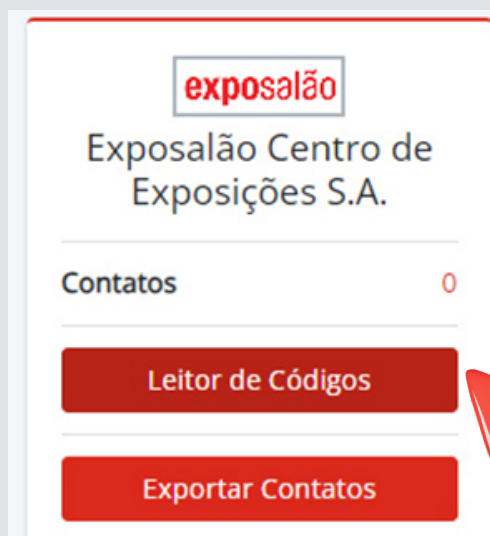 exposalão
Exposalão Centro de
Exposições S.A.
Contatos 0
Leitor de Códigos
Exportar Contatos